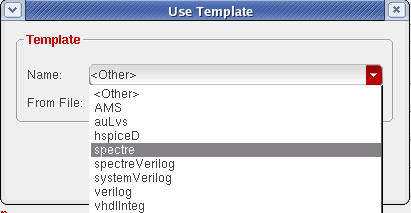 Use Template
Template
Name: <Other>
From File:
<Other>
AMS
auLvs
hspiceD
spectre
spectreVerilog
systemVerilog
verilog
vhdlInteg